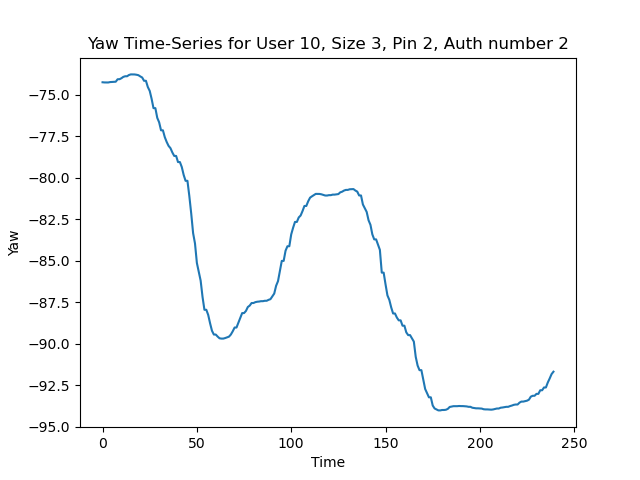 Yaw Time-Series for User 10, Size 3, Pin 2, Auth number 2
−75.0
−77.5
−80.0
−82.5
−85.0
−87.5
−90.0
−92.5
−95.0
Yaw
0 50 100 150 200 250
Time